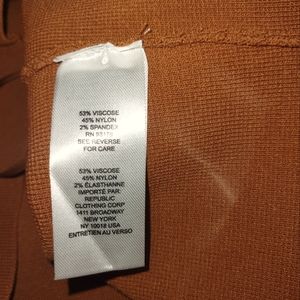 53% VISCOSE
45% NYLON
2% SPANDEX
RN
SEE REVERSE
FOR CARE
53% VISCOSE
45% NYLON
2% ÉLASTHANNE
IMPORTÉ PAR:
REPUBLIC
CLOTHING CORP
1411 BROADWAY
NEW YORK
NY 10018 USA
ENTRETIEN AU VERSO